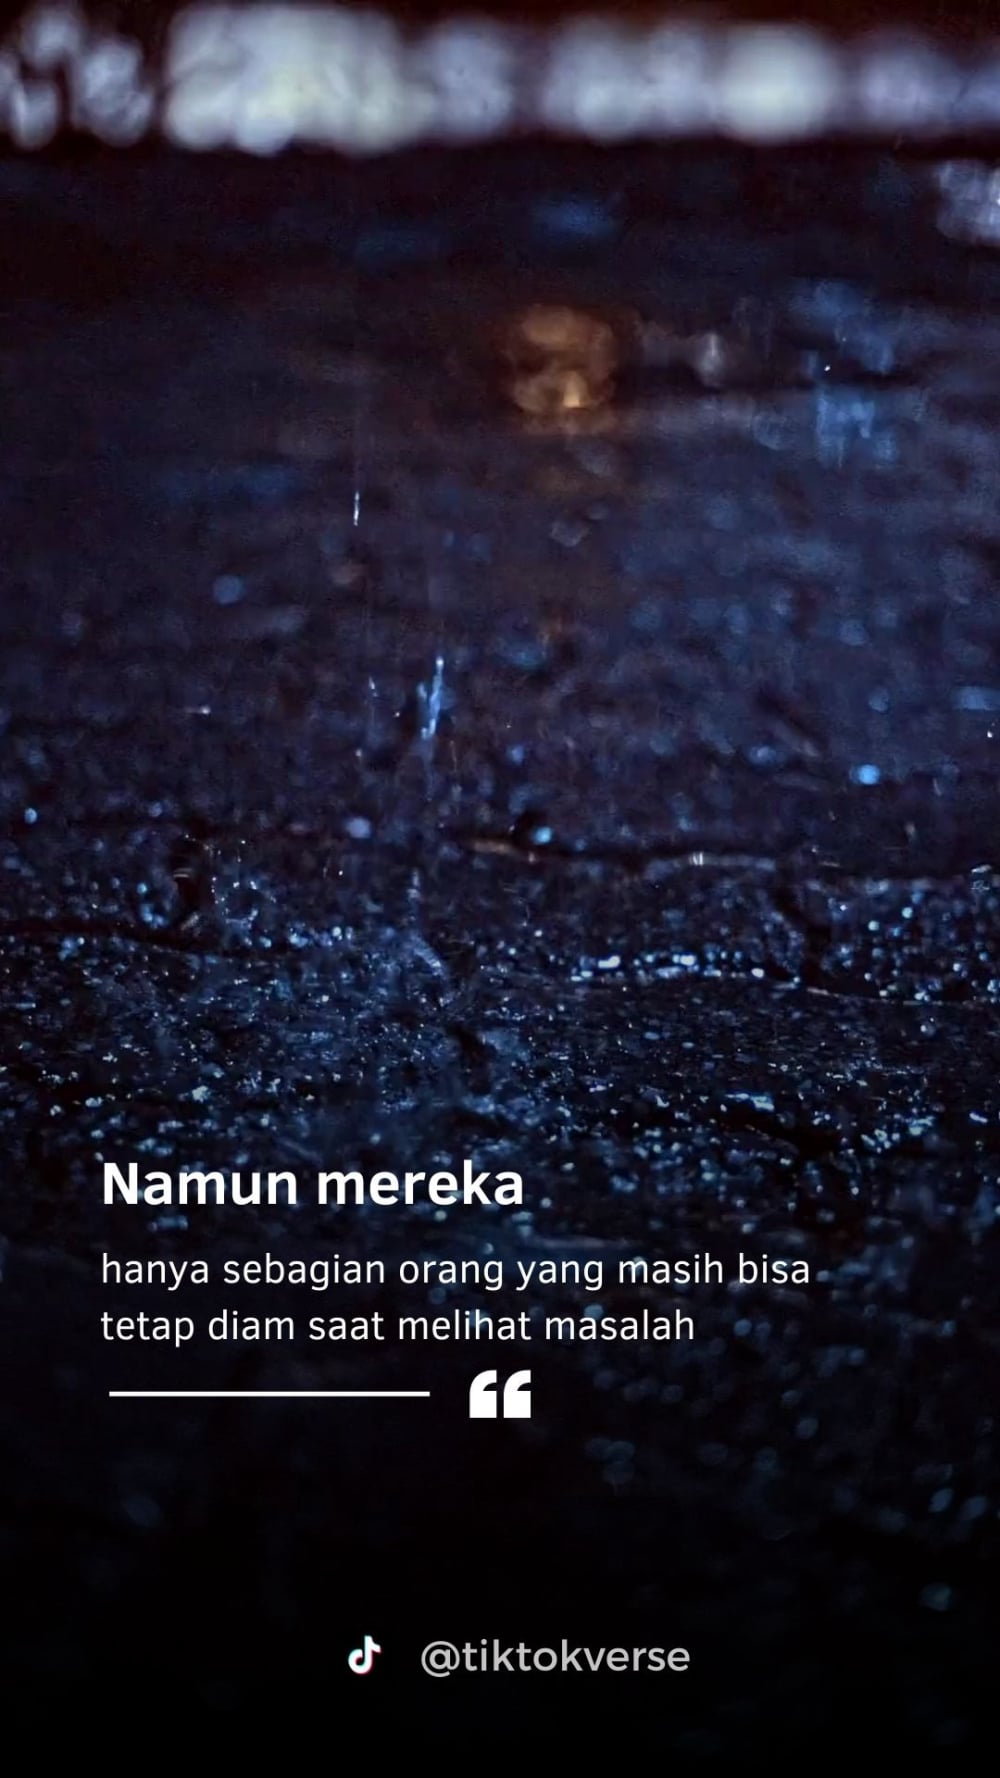 Namun mereka
hanya sebagian orang yang masih bisa
tetap diam saat melihat masalah
@tiktokverse